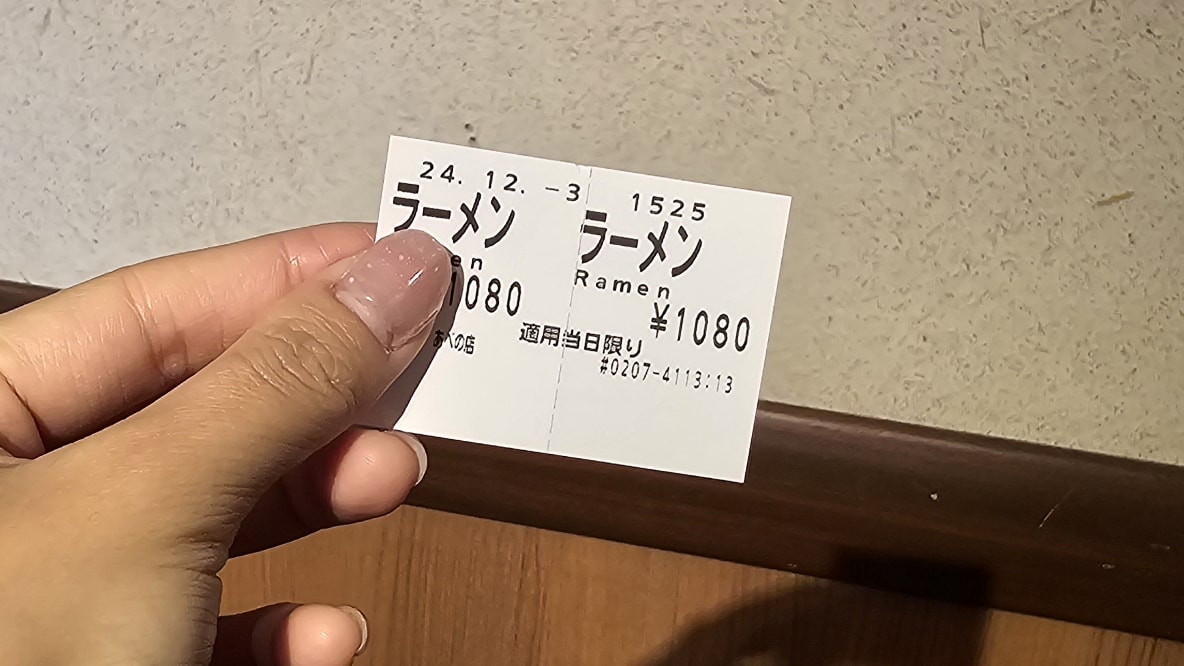 24. 12. -3
ラーメン
en
1080
あべの店
1525
ラーメン
Ramen
¥1080
適用当日限り
#0207-4113:13